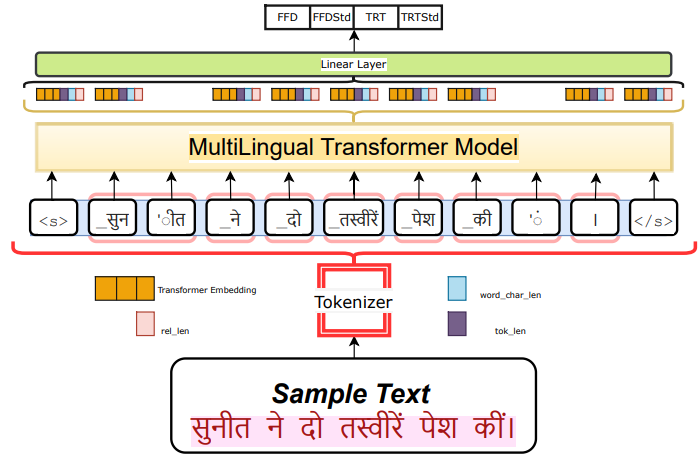 FFD FFDStd TRT TRTStd
Linear Layer
MultiLingual Transformer Model
<s> _सुन 'ीत _ने _दो _तस्वीरें _पेश _की 'ं । </s>
Tokenizer
Transformer Embedding
word_char_len
rel_len
tok_len
Sample Text
सुनीत ने दो तस्वीरें पेश कीं।